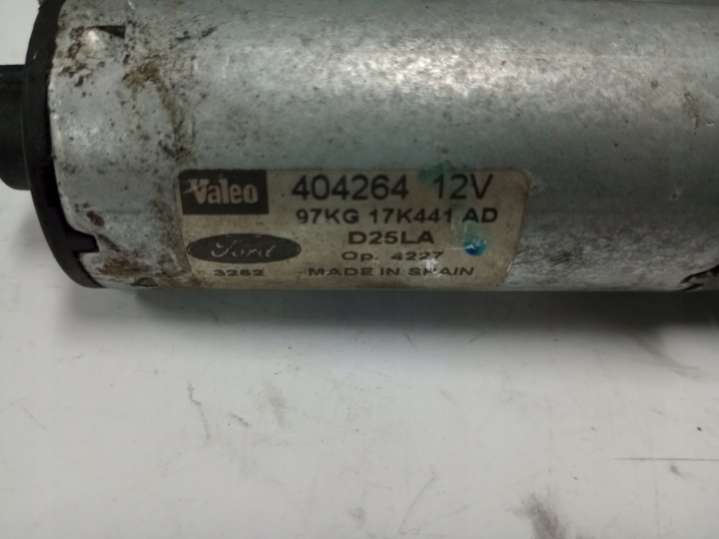 Valeo 404264 12V
97KG 17K441 AD
Ford D25LA
Op. 4227
3262 MADE IN SPAIN